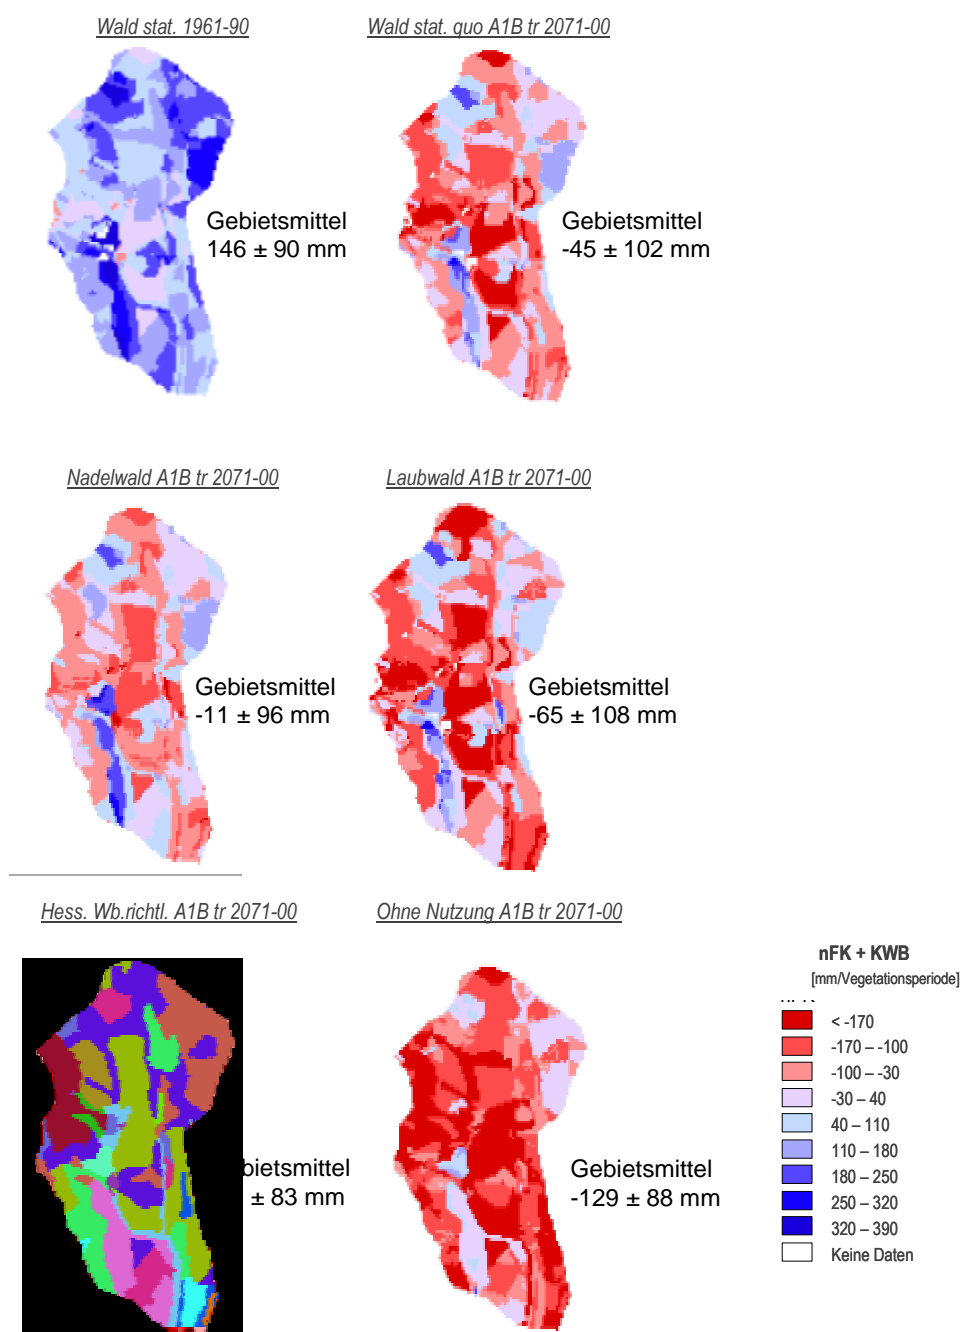 Wald stat. 1961-90
Wald stat. quo A1B tr 2071-00
Gebietsmittel
146 ± 90 mm
Gebietsmittel
-45 ± 102 mm
Nadelwald A1B tr 2071-00
Laubwald A1B tr 2071-00
Gebietsmittel
-11 ± 96 mm
Gebietsmittel
-65 ± 108 mm
Hess. Wb.richtl. A1B tr 2071-00
Ohne Nutzung A1B tr 2071-00
bietsmittel
± 83 mm
Gebietsmittel
-129 ± 88 mm
nFK + KWB
[mm/Vegetationsperiode]
< -170
-170 – -100
-100 – -30
-30 – 40
40 – 110
110 – 180
180 – 250
250 – 320
320 – 390
Keine Daten